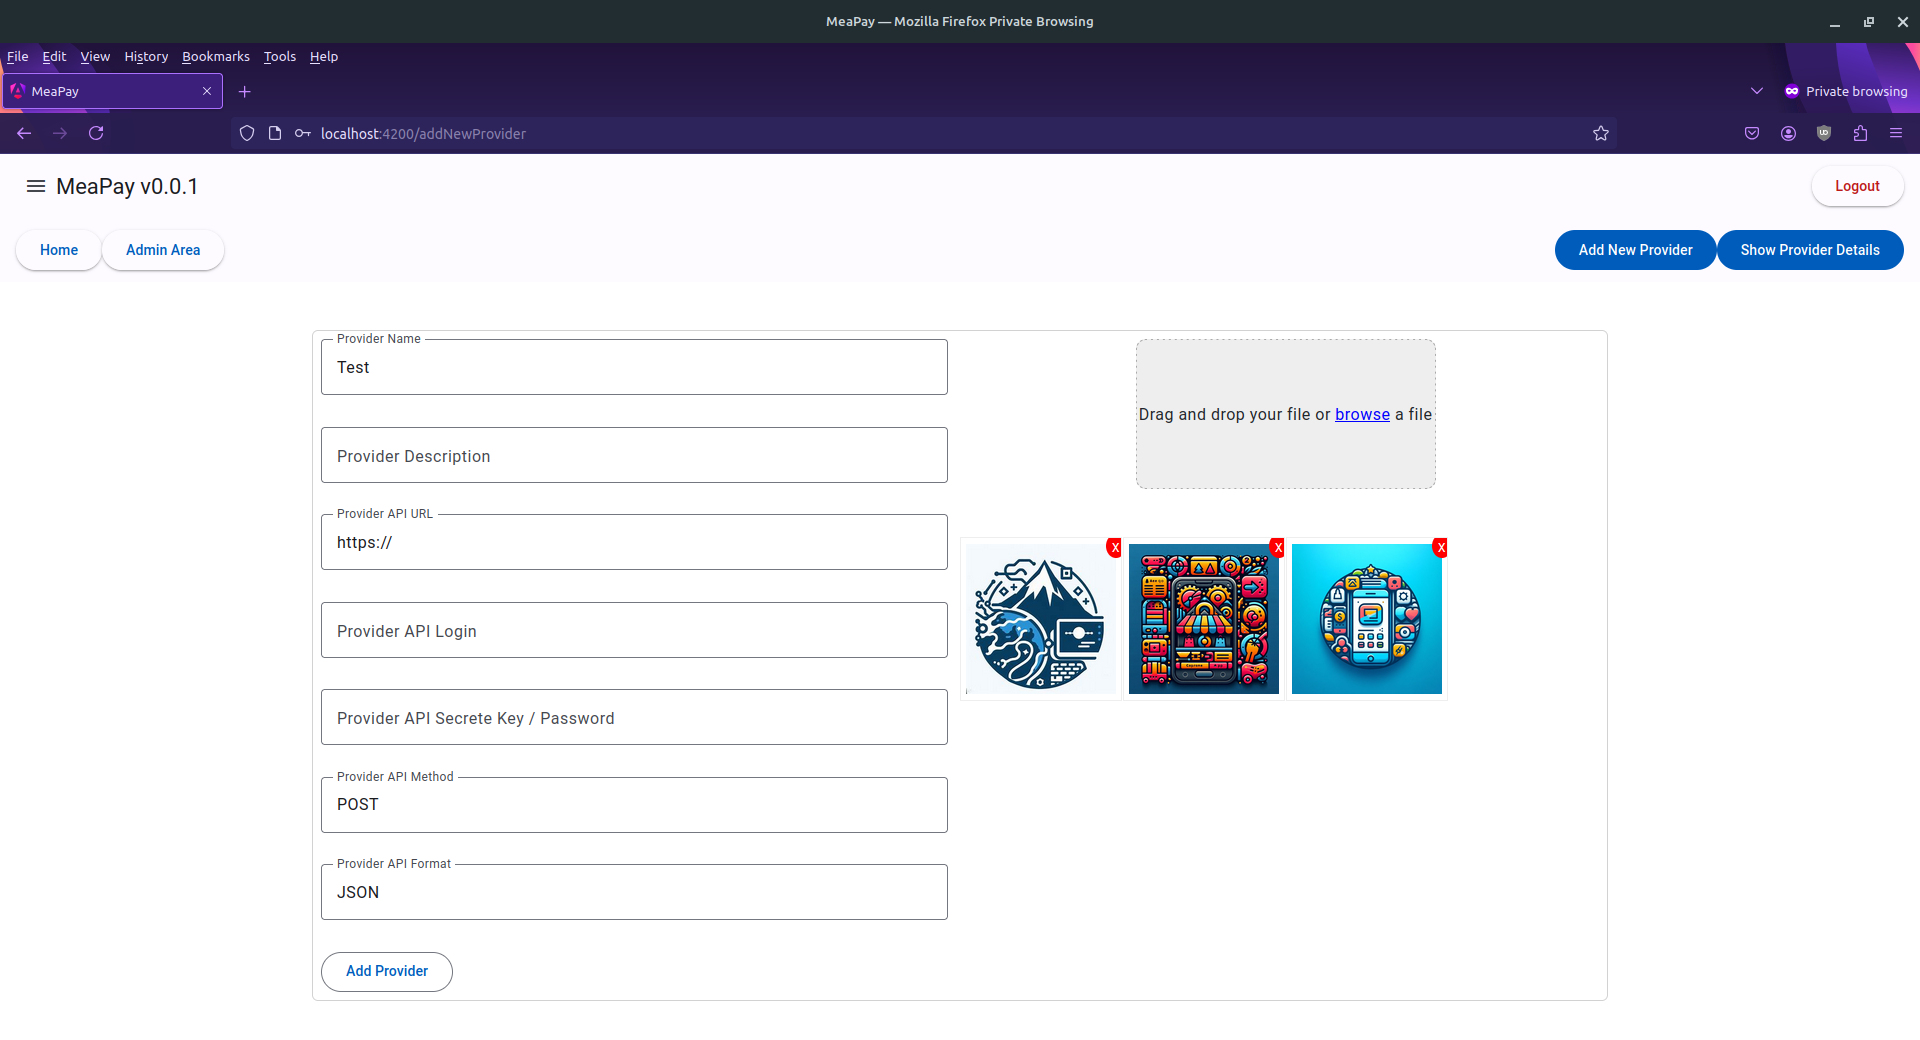 MeaPay — Mozilla Firefox Private Browsing
File Edit View History Bookmarks Tools Help
MeaPay
Private browsing
localhost:4200/addNewProvider
MeaPay v0.0.1
Logout
Home
Admin Area
Add New Provider
Show Provider Details
Provider Name
Test
Provider Description
Provider API URL
https://
Provider API Login
Provider API Secrete Key / Password
Provider API Method
POST
Provider API Format
JSON
Add Provider
Drag and drop your file or browse a file
X
X
X